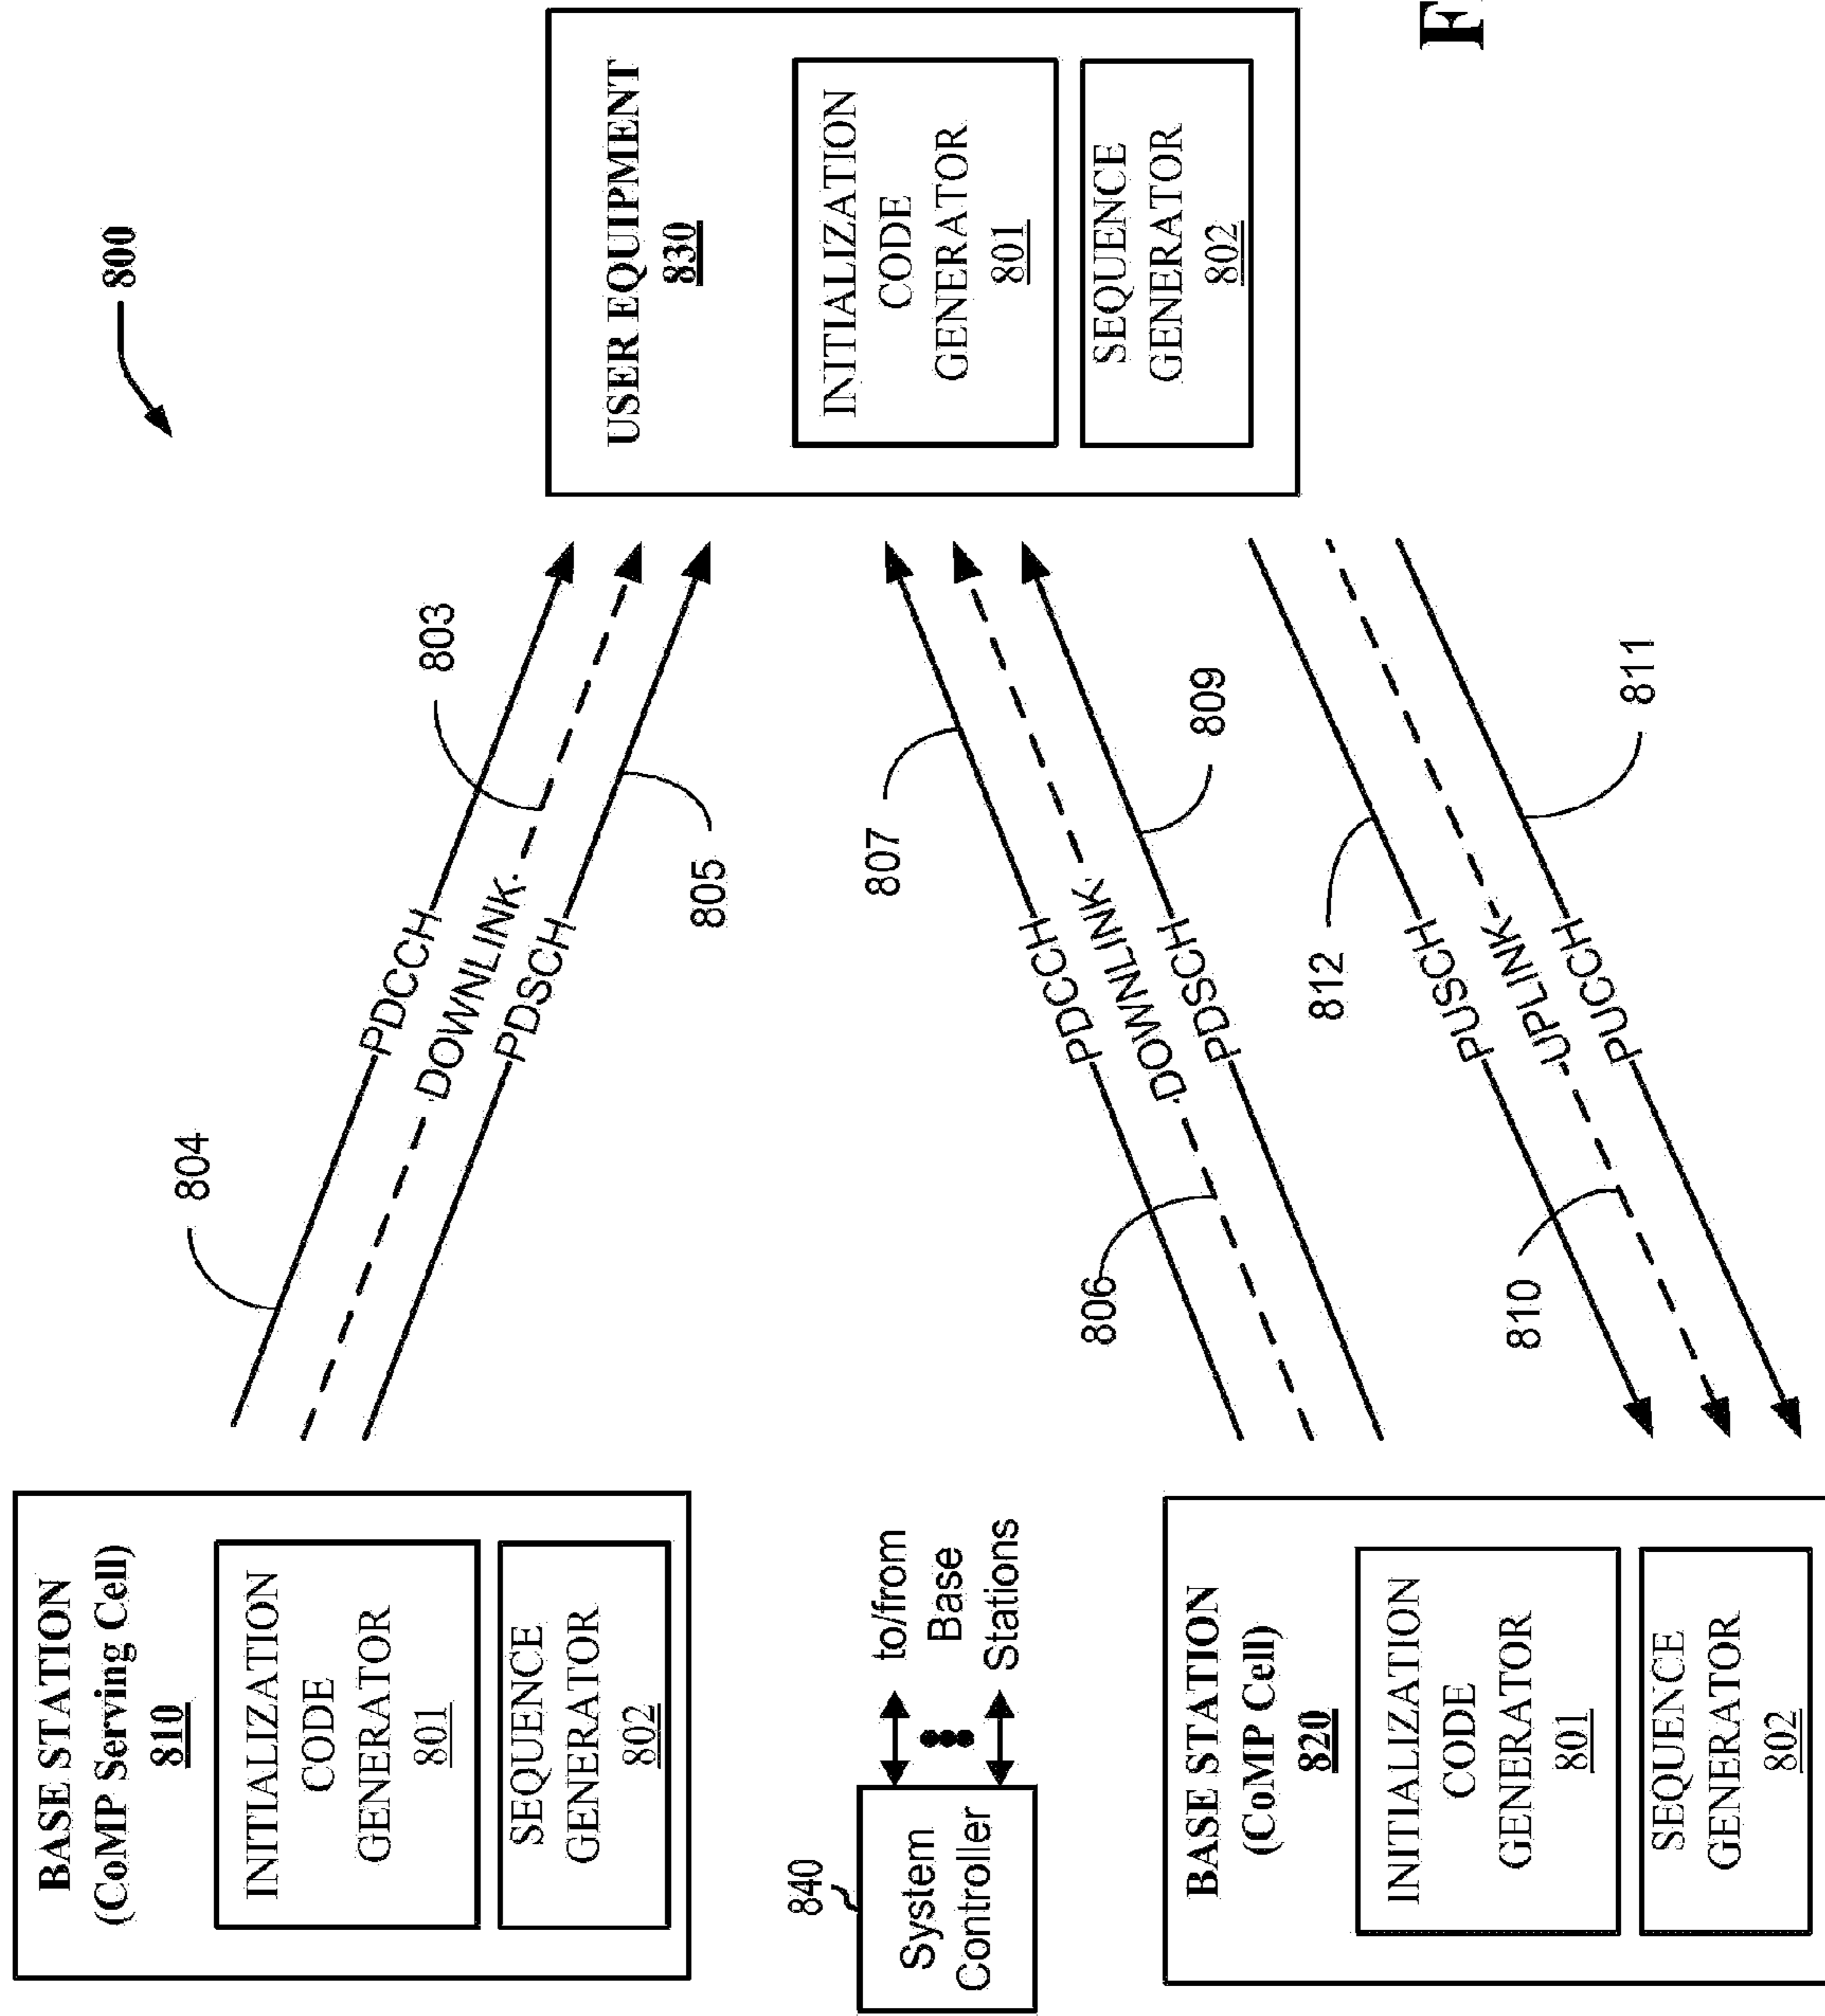 800
BASE STATION
(CoMP Serving Cell)
810
INITIALIZATION
CODE
GENERATOR
801
SEQUENCE
GENERATOR
802
804
PDCCH
DOWNLINK
PDSCH
803
805
USER EQUIPMENT
830
INITIALIZATION
CODE
GENERATOR
801
SEQUENCE
GENERATOR
802
840
System
Controller
to/from
Base
Stations
807
PDCCH
DOWNLINK
PDSCH
806
809
BASE STATION
(CoMP Cell)
820
INITIALIZATION
CODE
GENERATOR
801
SEQUENCE
GENERATOR
802
812
PUSCH
UPLINK
PUCCH
810
811
F